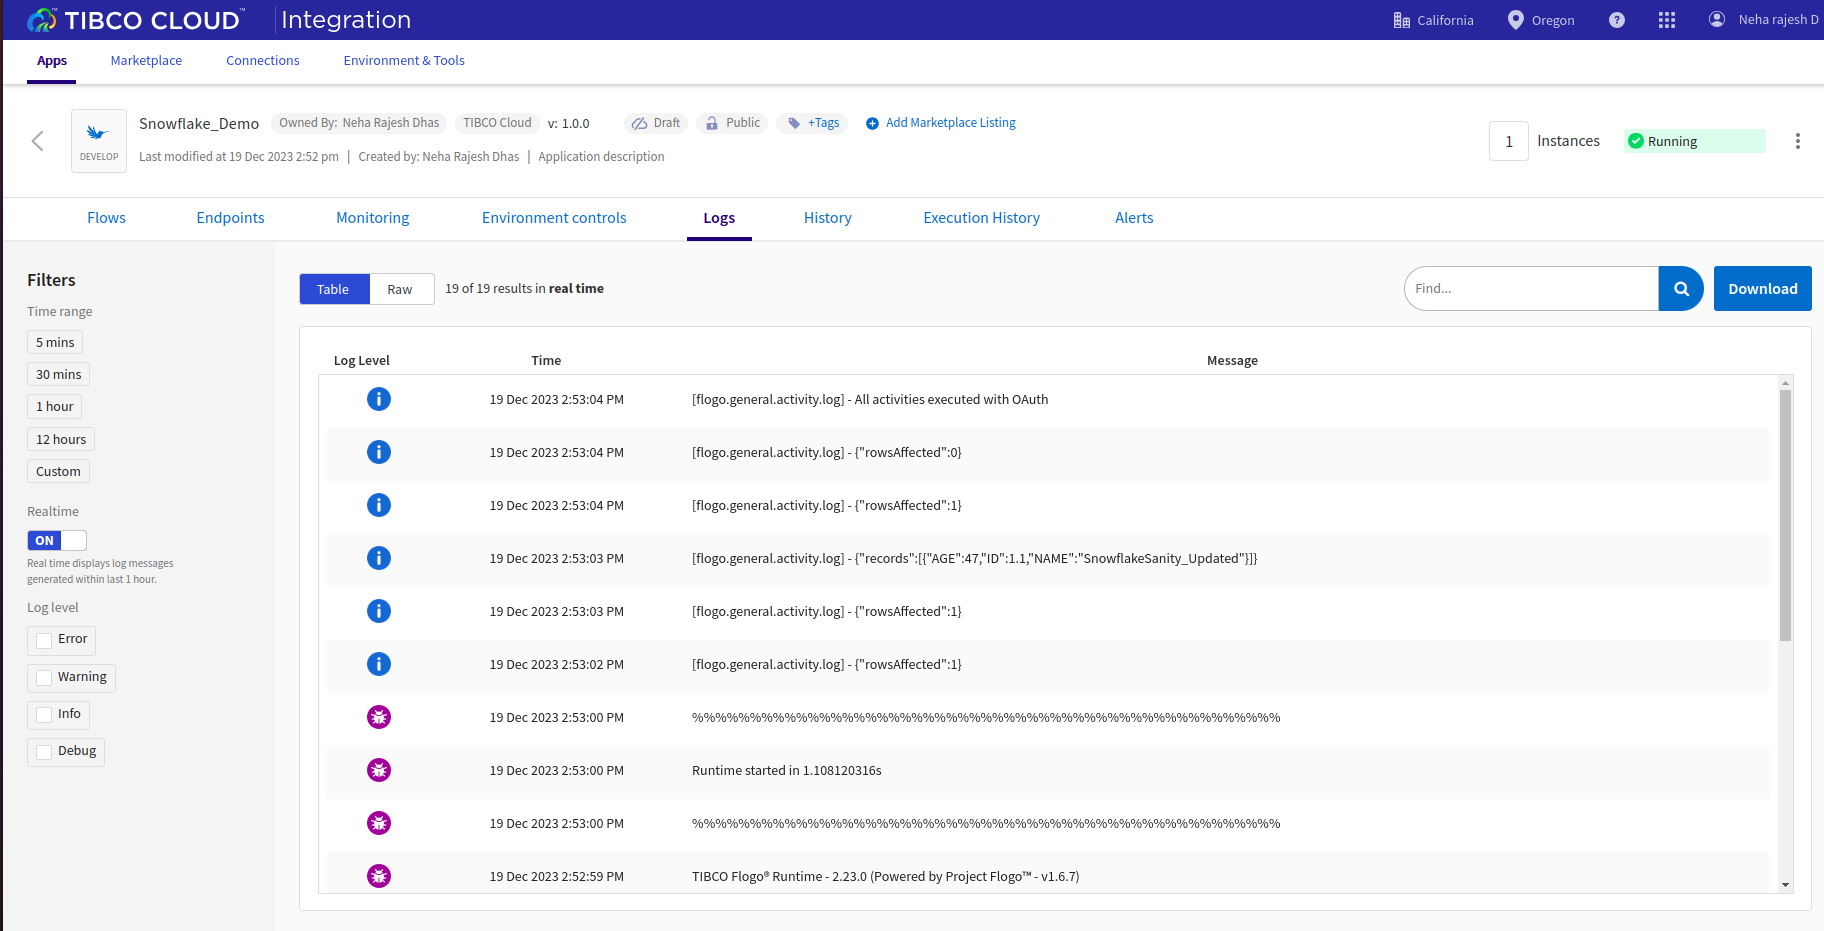 TIBCO CLOUD™ Integration California Oregon ? Neha rajesh D
Apps Marketplace Connections Environment & Tools
DEVELOP
Snowflake_Demo Owned By: Neha Rajesh Dhas TIBCO Cloud v: 1.0.0 Draft Public +Tags Add Marketplace Listing
Last modified at 19 Dec 2023 2:52 pm | Created by: Neha Rajesh Dhas | Application description
1 Instances Running
Flows Endpoints Monitoring Environment controls Logs History Execution History Alerts
Filters
Time range
5 mins
30 mins
1 hour
12 hours
Custom
Realtime
ON
Real time displays log messages
generated within last 1 hour.
Log level
Error
Warning
Info
Debug
Table Raw 19 of 19 results in real time Find... Download
Log Level Time Message
19 Dec 2023 2:53:04 PM [flogo.general.activity.log] - All activities executed with OAuth
19 Dec 2023 2:53:04 PM [flogo.general.activity.log] - {"rowsAffected":0}
19 Dec 2023 2:53:04 PM [flogo.general.activity.log] - {"rowsAffected":1}
19 Dec 2023 2:53:03 PM [flogo.general.activity.log] - {"records":[{"AGE":47,"ID":1.1,"NAME":"SnowflakeSanity_Updated"}]}
19 Dec 2023 2:53:03 PM [flogo.general.activity.log] - {"rowsAffected":1}
19 Dec 2023 2:53:02 PM [flogo.general.activity.log] - {"rowsAffected":1}
19 Dec 2023 2:53:00 PM %%%%%%%%%%%%%%%%%%%%%%%%%%%%%%%%%%%%%%%%%%%%%%%%%%%
19 Dec 2023 2:53:00 PM Runtime started in 1.108120316s
19 Dec 2023 2:53:00 PM %%%%%%%%%%%%%%%%%%%%%%%%%%%%%%%%%%%%%%%%%%%%%%%%%%%
19 Dec 2023 2:52:59 PM TIBCO Flogo® Runtime - 2.23.0 (Powered by Project Flogo™ - v1.6.7)